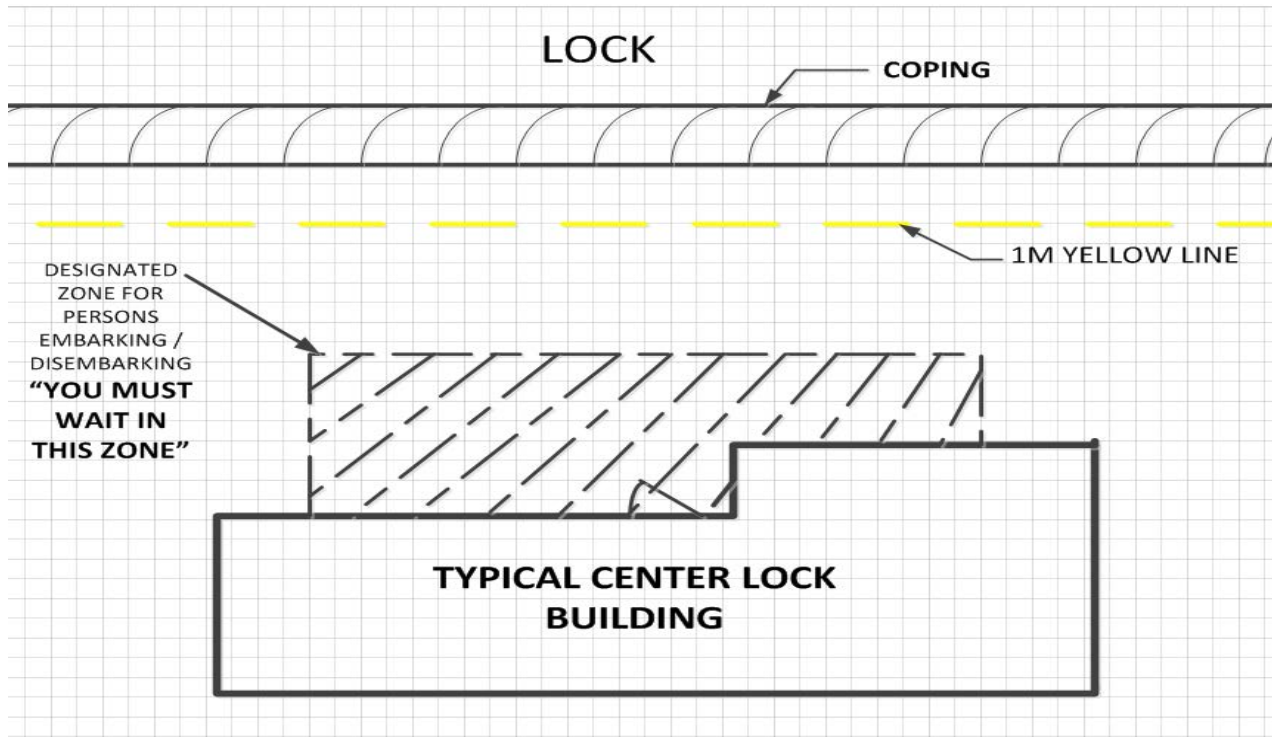 LOCK
COPING
1M YELLOW LINE
DESIGNATED
ZONE FOR
PERSONS
EMBARKING /
DISEMBARKING
“YOU MUST
WAIT IN
THIS ZONE”
TYPICAL CENTER LOCK
BUILDING